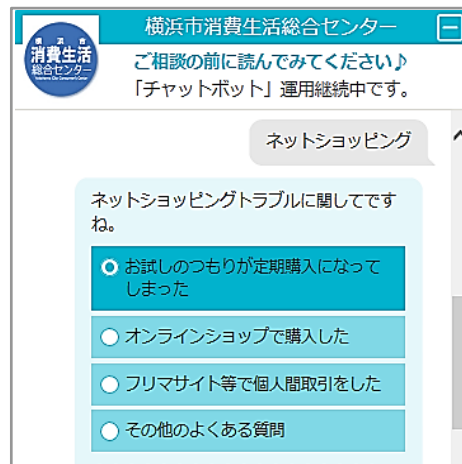 横浜市消費生活総合センター
横浜市
消費生活
総合センター
ご相談の前に読んでみてください♪
「チャットボット」運用継続中です。
ネットショッピング
ネットショッピングトラブルに関してです
ね。
お試しのつもりが定期購入になって
しまった
オンラインショップで購入した
フリマサイト等で個人間取引をした
その他のよくある質問